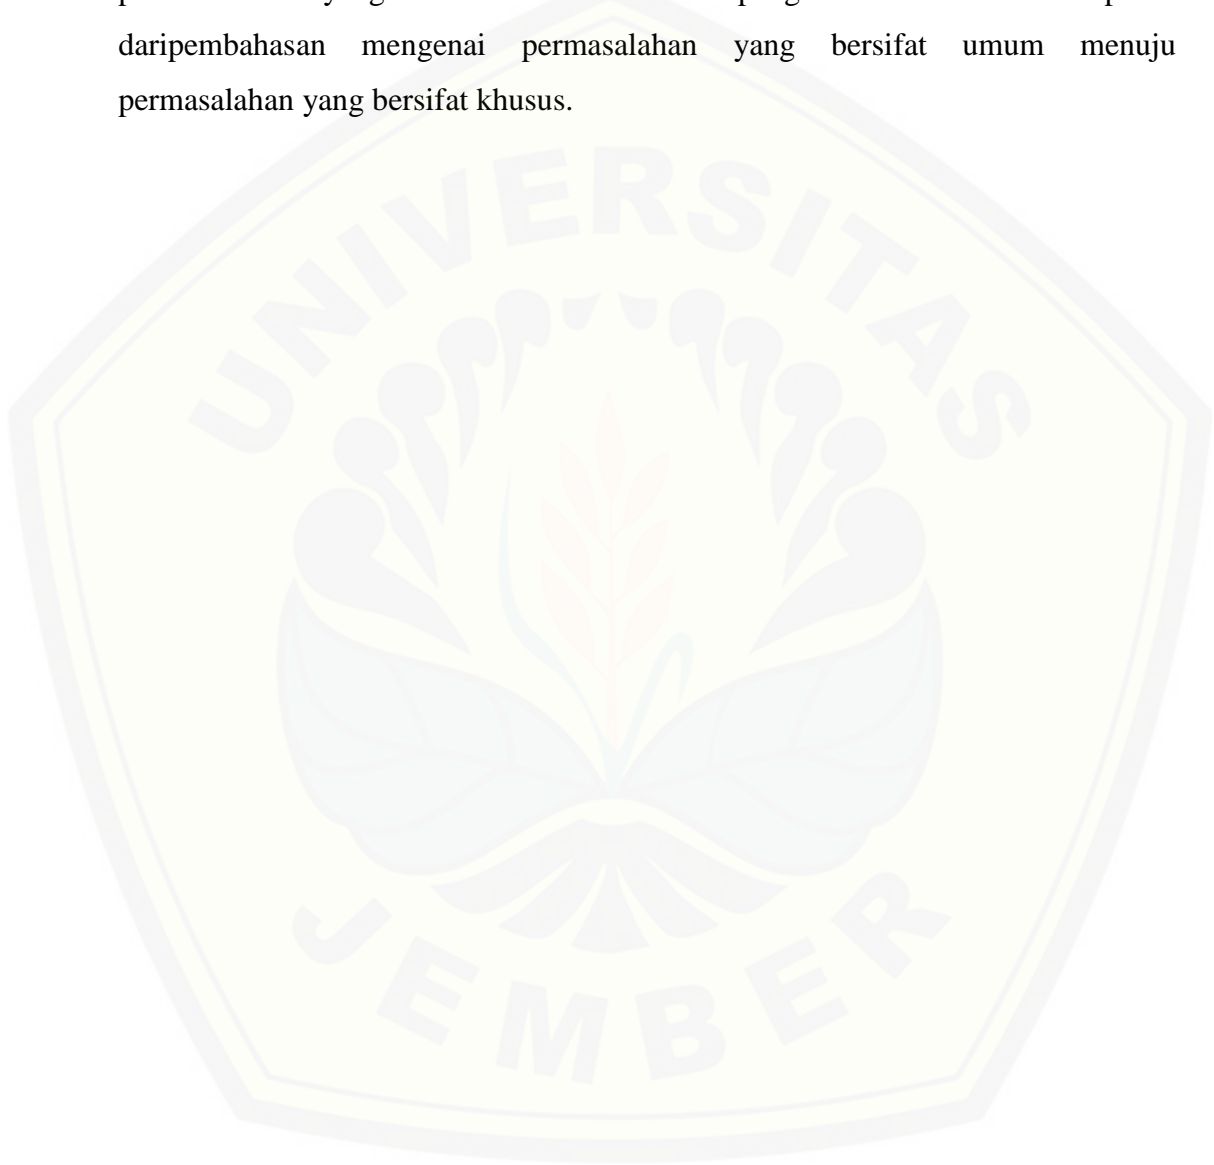 daripembahasan mengenai permasalahan yang bersifat umum menuju
permasalahan yang bersifat khusus.
UNIVERSITAS
JEMBER